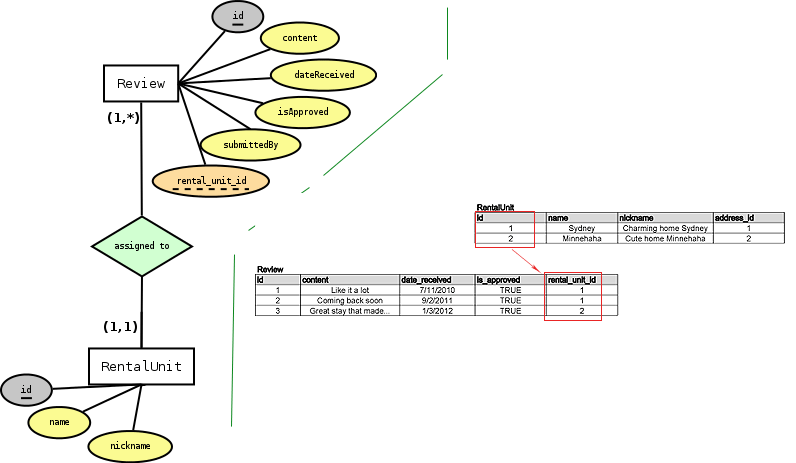 id
content
dateReceived
isApproved
submittedBy
rental_unit_id
Review
(1,*)
assigned to
(1,1)
RentalUnit
id
name
nickname
RentalUnit
id name nickname address_id
1 Sydney Charming home Sydney 1
2 Minnehaha Cute home Minnehaha 2
Review
id content date_received is_approved rental_unit_id
1 Like it a lot 7/11/2010 TRUE 1
2 Coming back soon 9/2/2011 TRUE 1
3 Great stay that made... 1/3/2012 TRUE 2